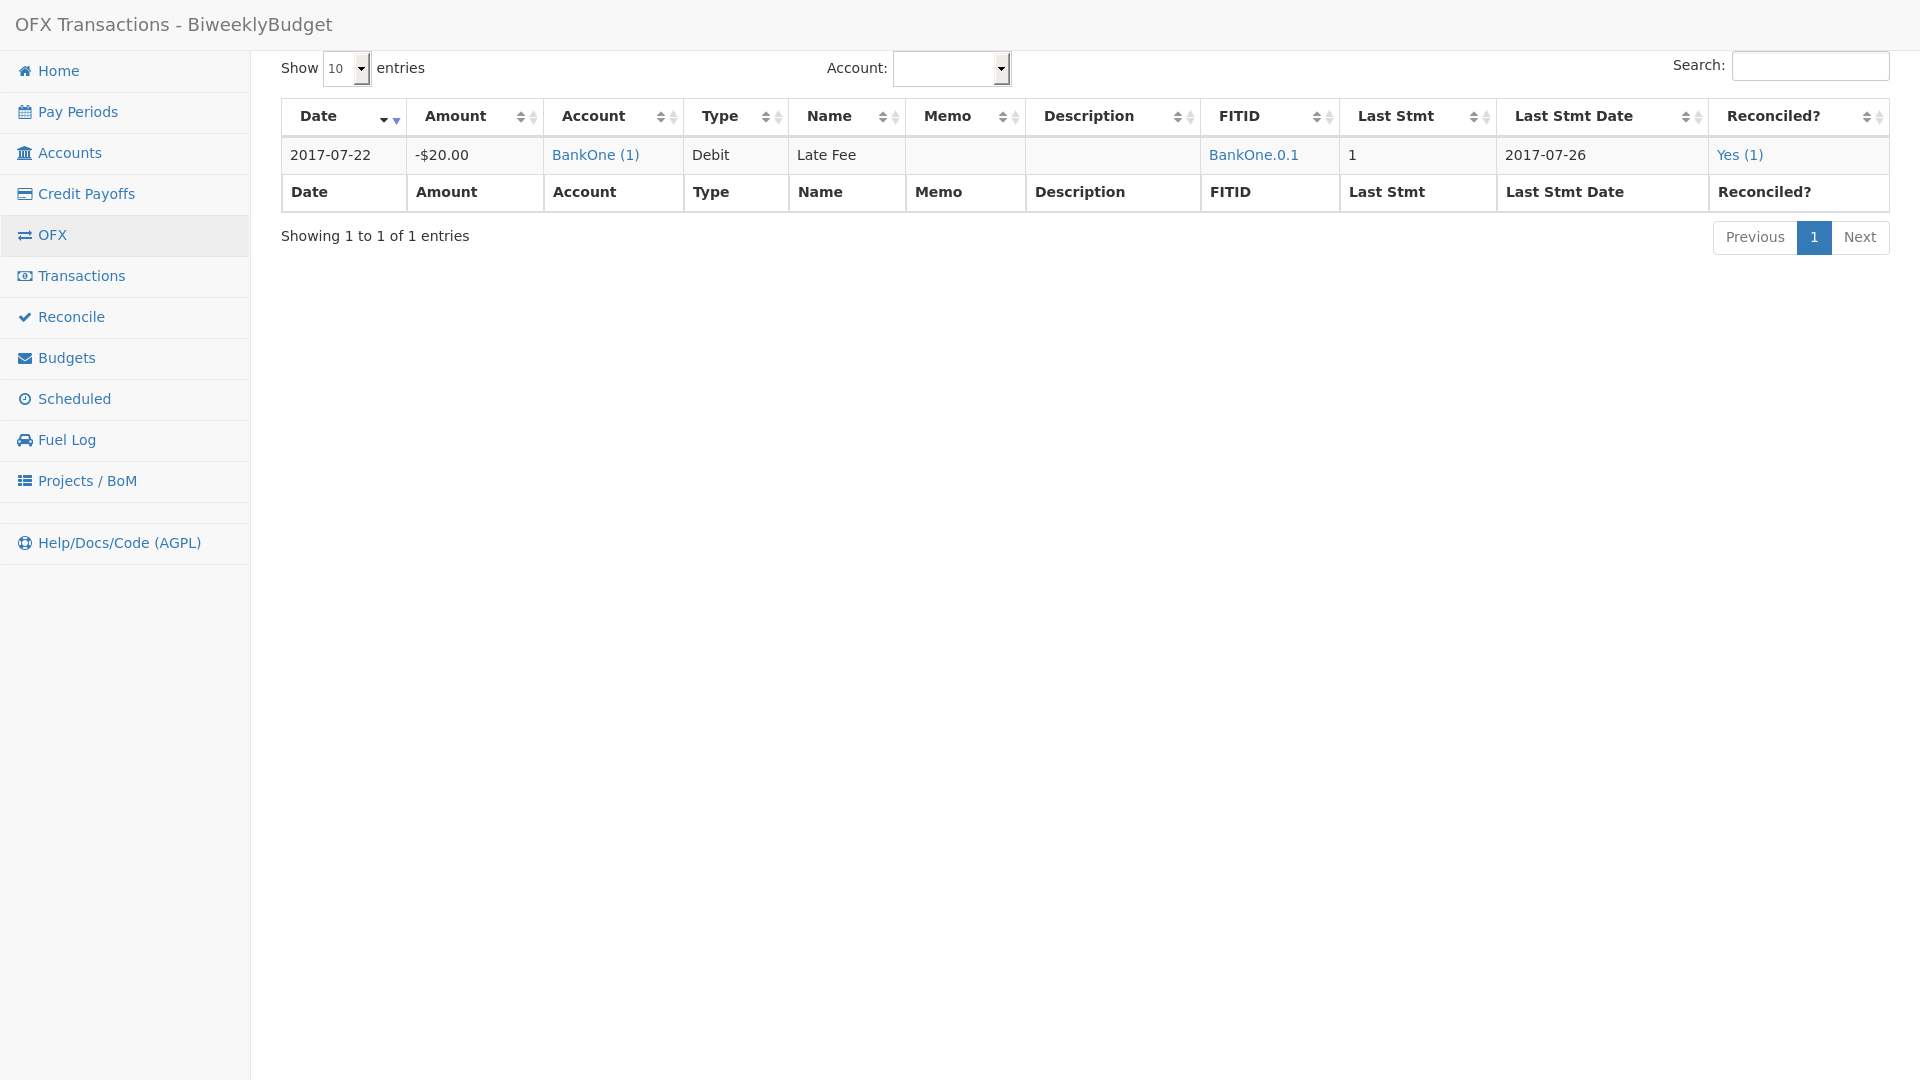 OFX Transactions - BiweeklyBudget
Home
Pay Periods
Accounts
Credit Payoffs
OFX
Transactions
Reconcile
Budgets
Scheduled
Fuel Log
Projects / BoM
Help/Docs/Code (AGPL)
Show 10 entries Account: Search:
Date Amount Account Type Name Memo Description FITID Last Stmt Last Stmt Date Reconciled?
2017-07-22 -$20.00 BankOne (1) Debit Late Fee BankOne.0.1 1 2017-07-26 Yes (1)
Date Amount Account Type Name Memo Description FITID Last Stmt Last Stmt Date Reconciled?
Showing 1 to 1 of 1 entries Previous 1 Next